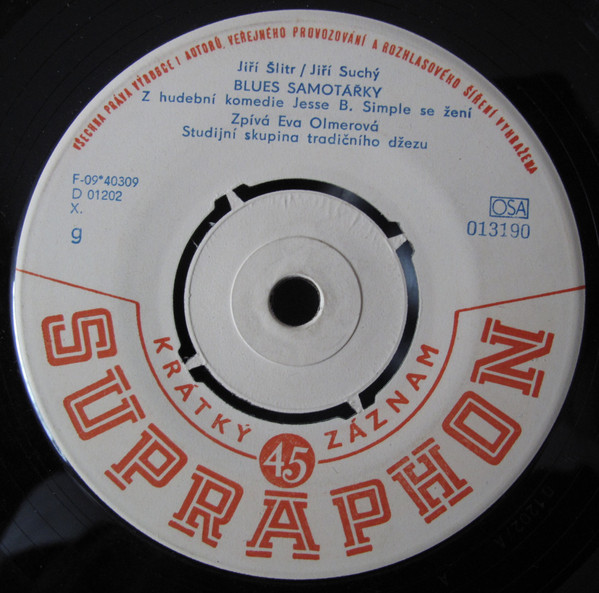 VŠECHNA PRÁVA VÝROBCE I AUTORŮ, VEŘEJNÉHO PROVOZOVÁNÍ A ROZHLASOVÉHO ŠÍŘENÍ VYHRAŽENA
Jiří Šlitr / Jiří Suchý
BLUES SAMOTÁŘKY
Z hudební komedie Jesse B. Simple se žení
Zpívá Eva Olmerová
Studijní skupina tradičního džezu
F-09*40309
D 01202
X.
g
OSA
013190
KRÁTKÝ 45 ZÁZNAM
SUPRAPHON